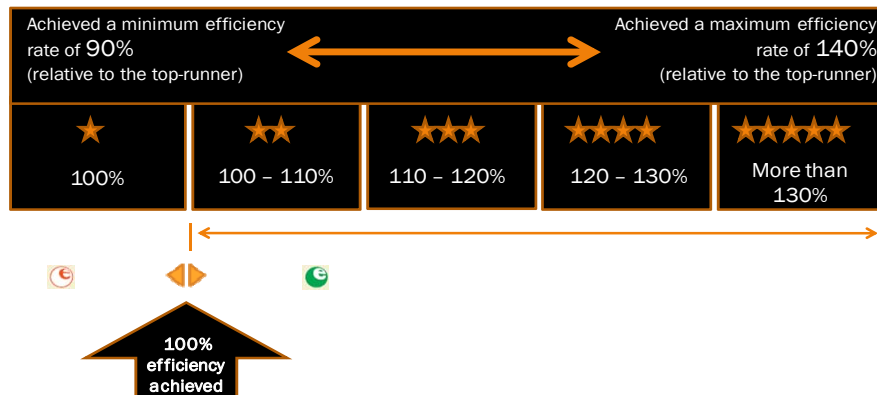 Achieved a minimum efficiency
rate of 90%
(relative to the top-runner)
Achieved a maximum efficiency
rate of 140%
(relative to the top-runner)
100%
100 – 110%
110 – 120%
120 – 130%
More than
130%
e
e
100%
efficiency
achieved